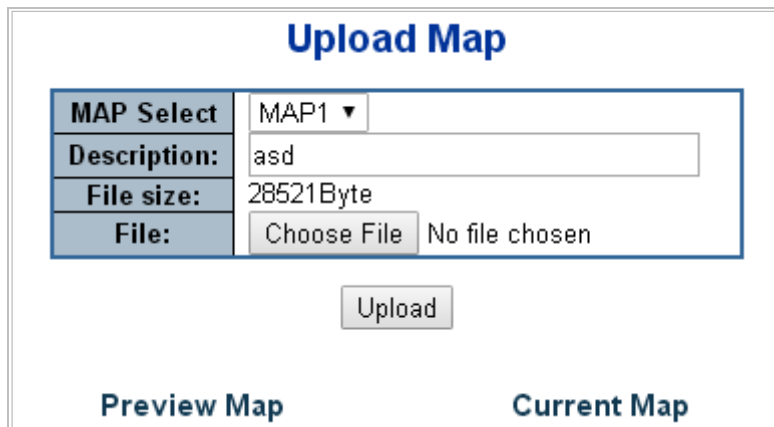 Upload Map
MAP Select MAP1
Description: asd
File size: 28521Byte
File: Choose File No file chosen
Upload
Preview Map Current Map